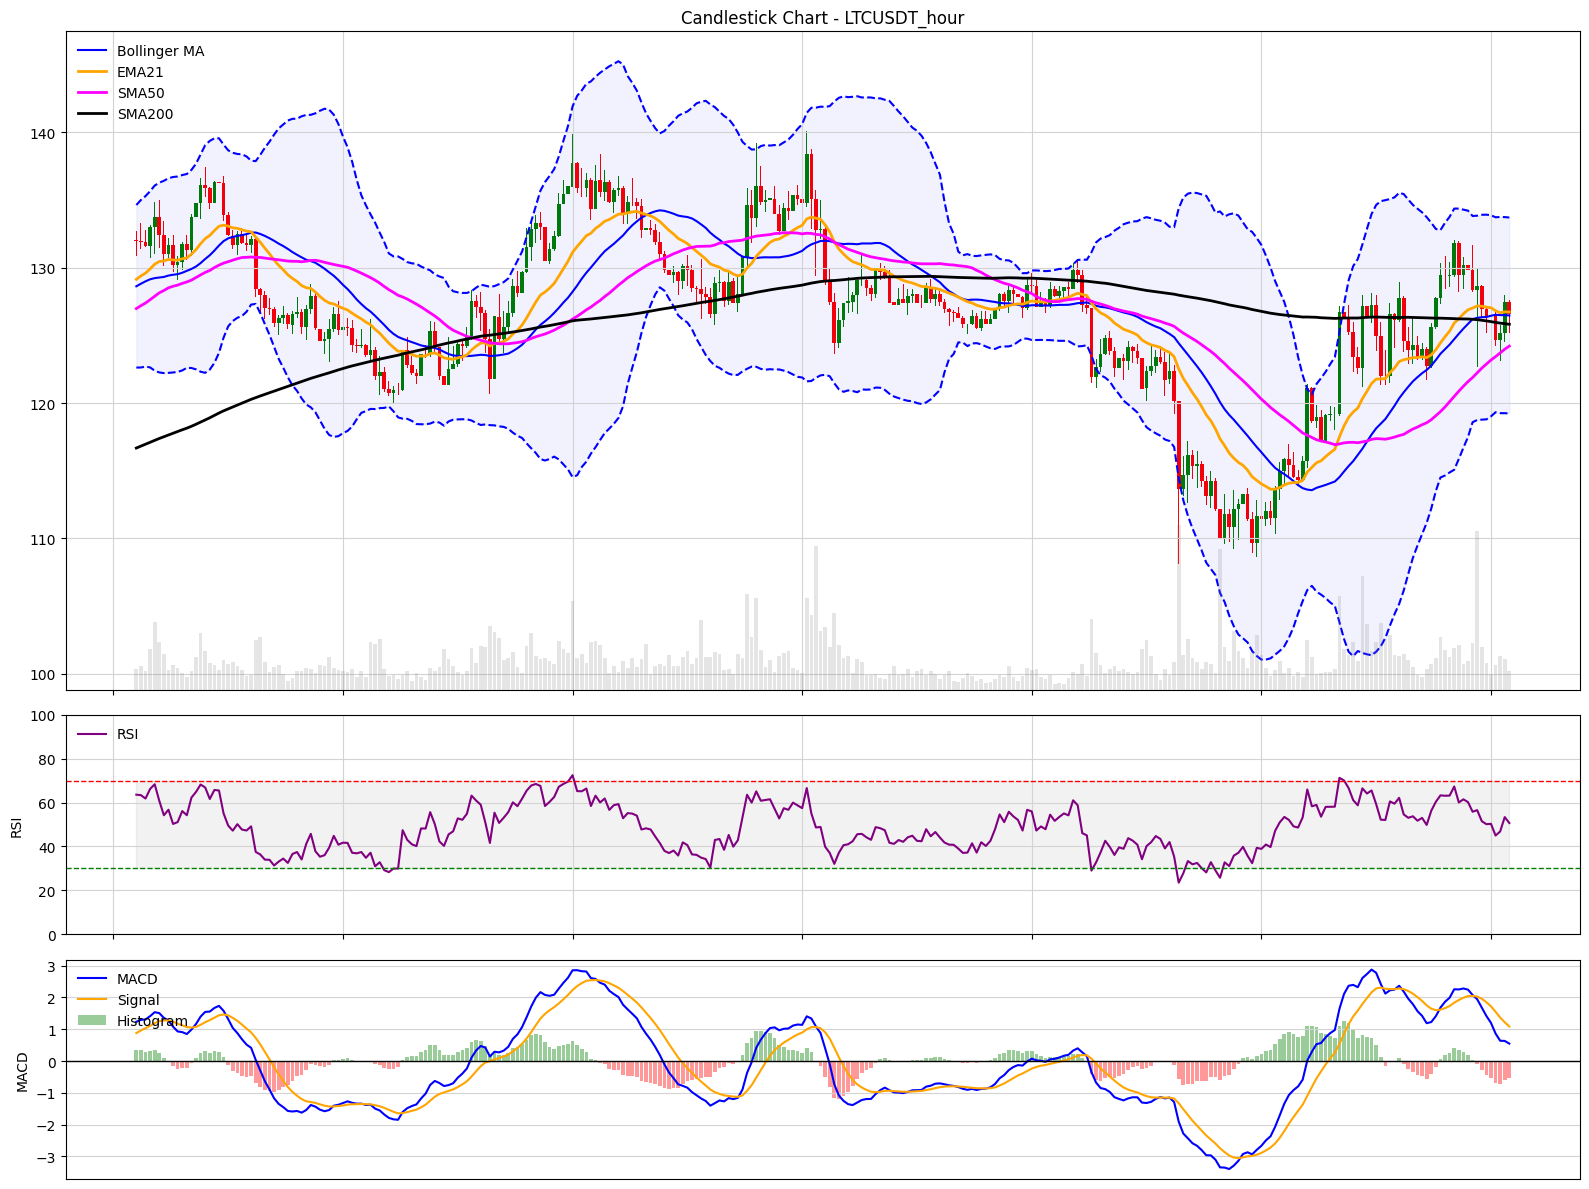 Candlestick Chart - LTCUSDT_hour
Bollinger MA
EMA21
SMA50
SMA200
140
130
120
110
100
100
RSI
80
60
40
20
0
RSI
3
MACD
2
Signal
1
Histogram
0
−1
−2
−3
MACD